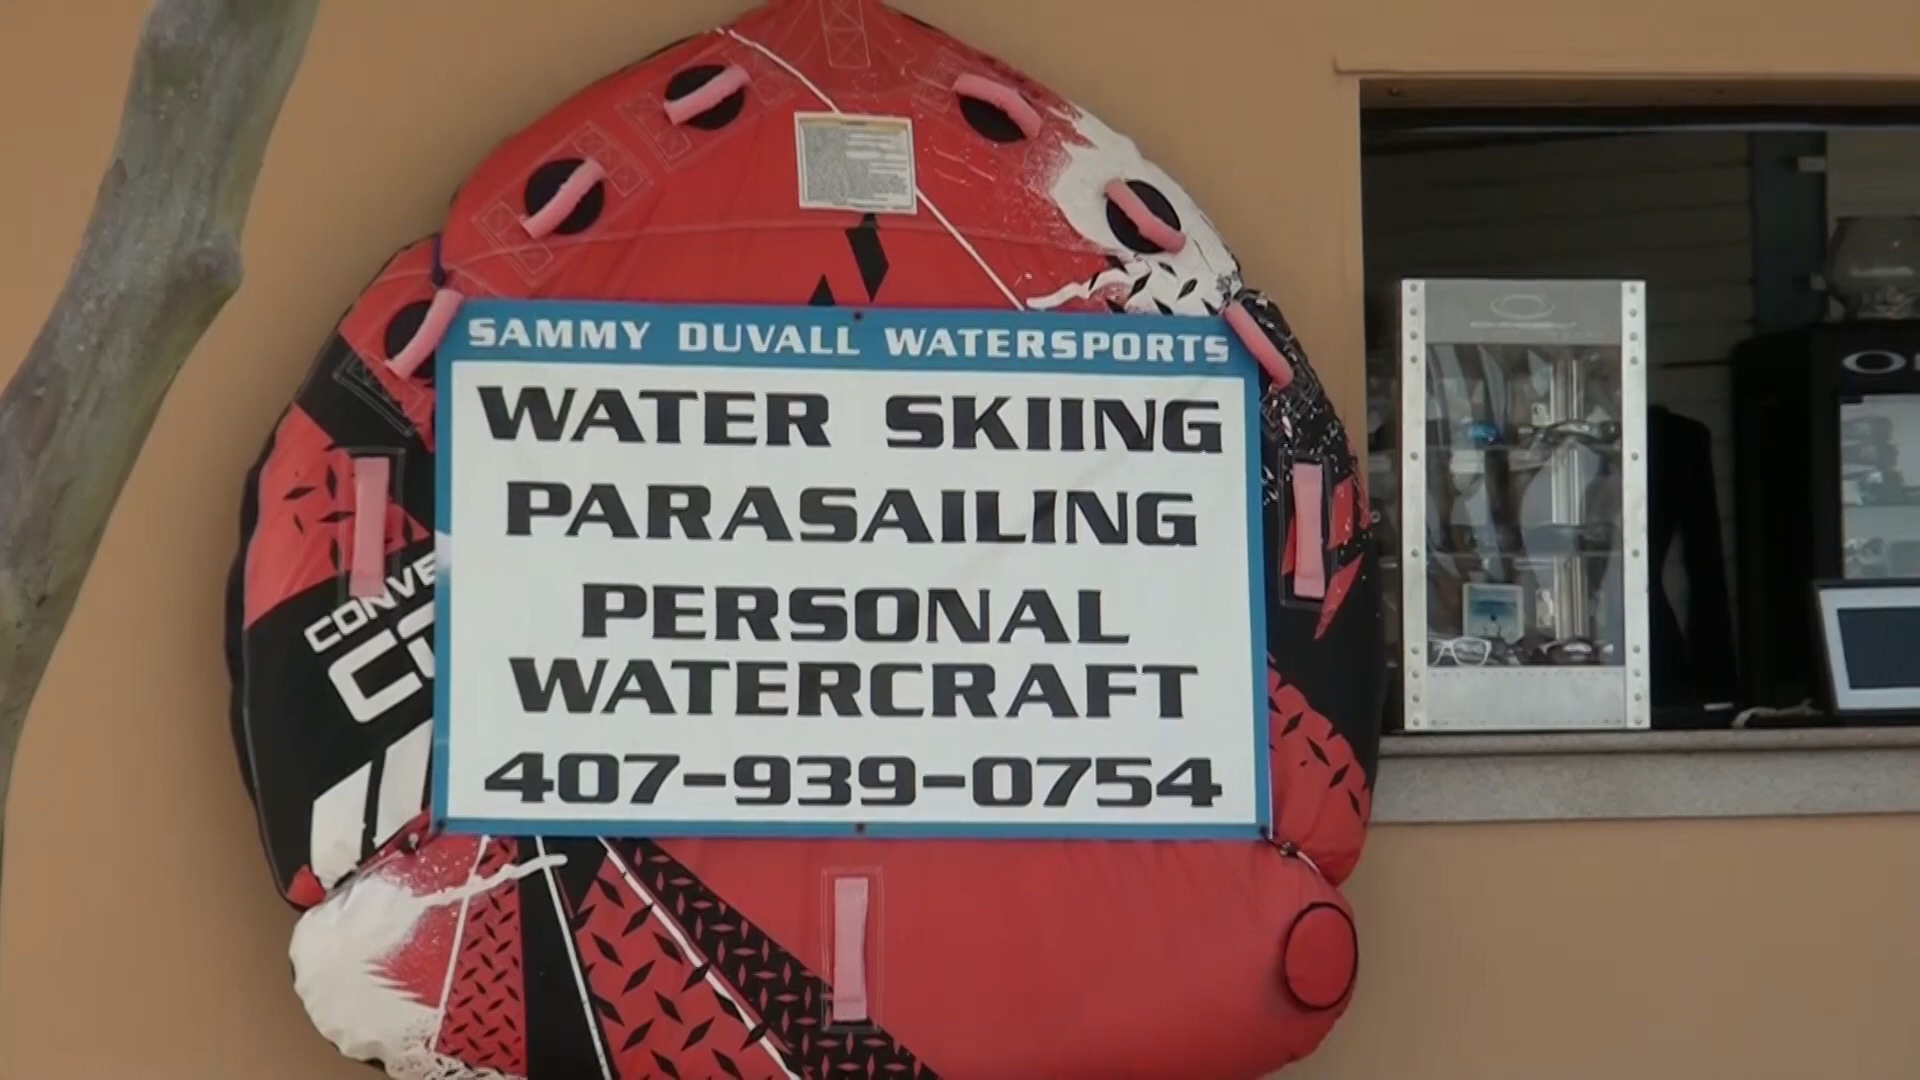 SAMMY DUVALL WATERSPORTS
WATER SKIING
PARASAILING
PERSONAL
WATERCRAFT
407-939-0754